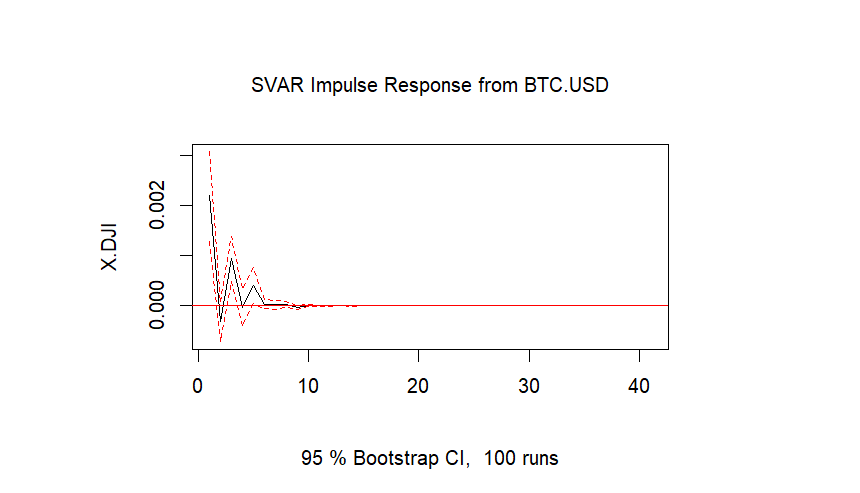 SVAR Impulse Response from BTC.USD
X.DJI
0.002
0.000
0 10 20 30 40
95 % Bootstrap CI, 100 runs